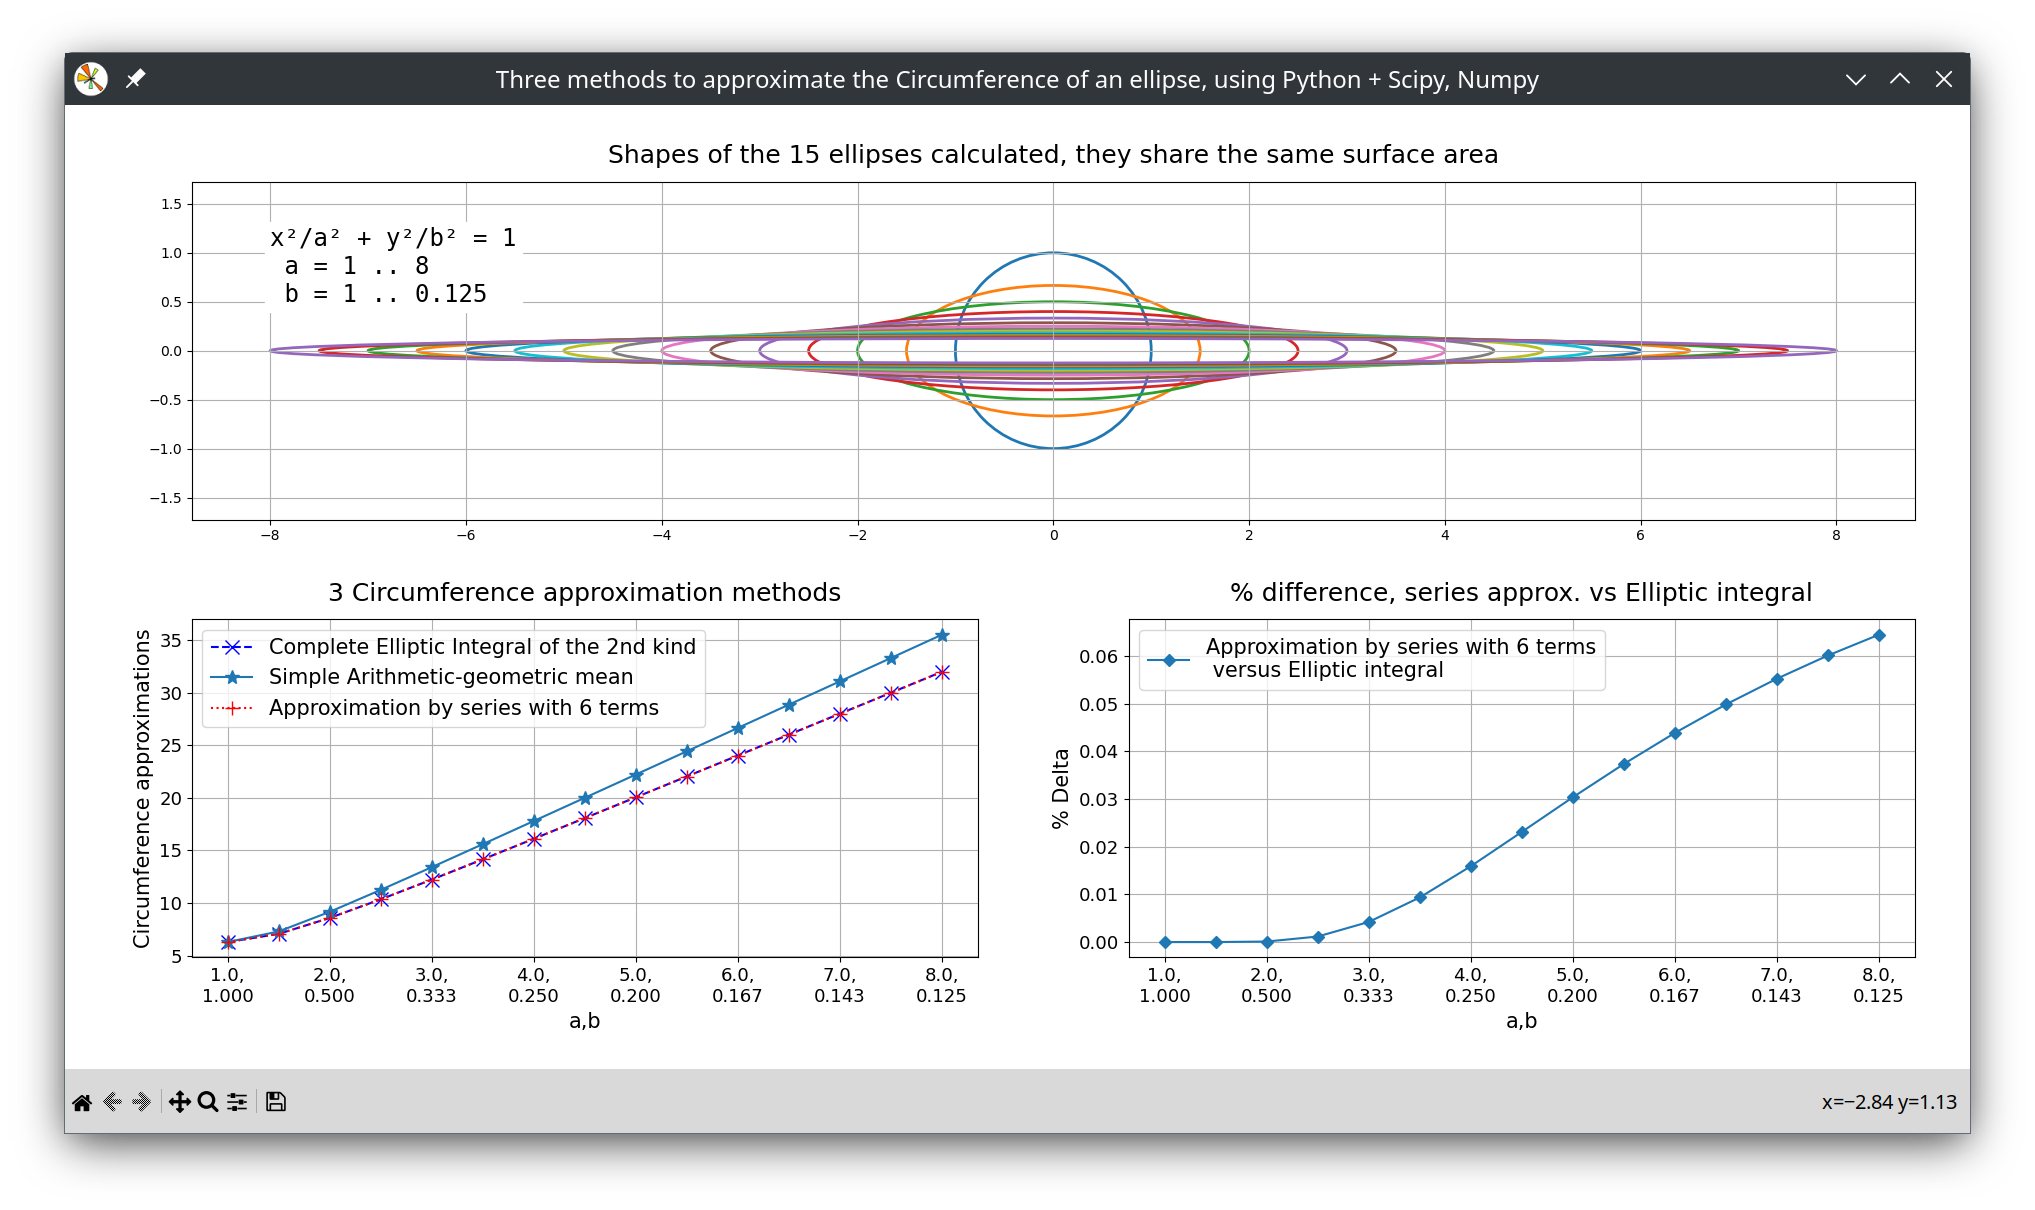 Three methods to approximate the Circumference of an ellipse, using Python + Scipy, Numpy
Shapes of the 15 ellipses calculated, they share the same surface area
x²/a² + y²/b² = 1
a = 1 .. 8
b = 1 .. 0.125
1.5
1.0
0.5
0.0
−0.5
−1.0
−1.5
−8 −6 −4 −2 0 2 4 6 8
3 Circumference approximation methods
Circumference approximations
35
30
25
20
15
10
5
Complete Elliptic Integral of the 2nd kind
Simple Arithmetic-geometric mean
Approximation by series with 6 terms
1.0, 2.0, 3.0, 4.0, 5.0, 6.0, 7.0, 8.0,
1.000 0.500 0.333 0.250 0.200 0.167 0.143 0.125
a,b
% difference, series approx. vs Elliptic integral
% Delta
0.06
0.05
0.04
0.03
0.02
0.01
0.00
Approximation by series with 6 terms
versus Elliptic integral
1.0, 2.0, 3.0, 4.0, 5.0, 6.0, 7.0, 8.0,
1.000 0.500 0.333 0.250 0.200 0.167 0.143 0.125
a,b
x=−2.84 y=1.13